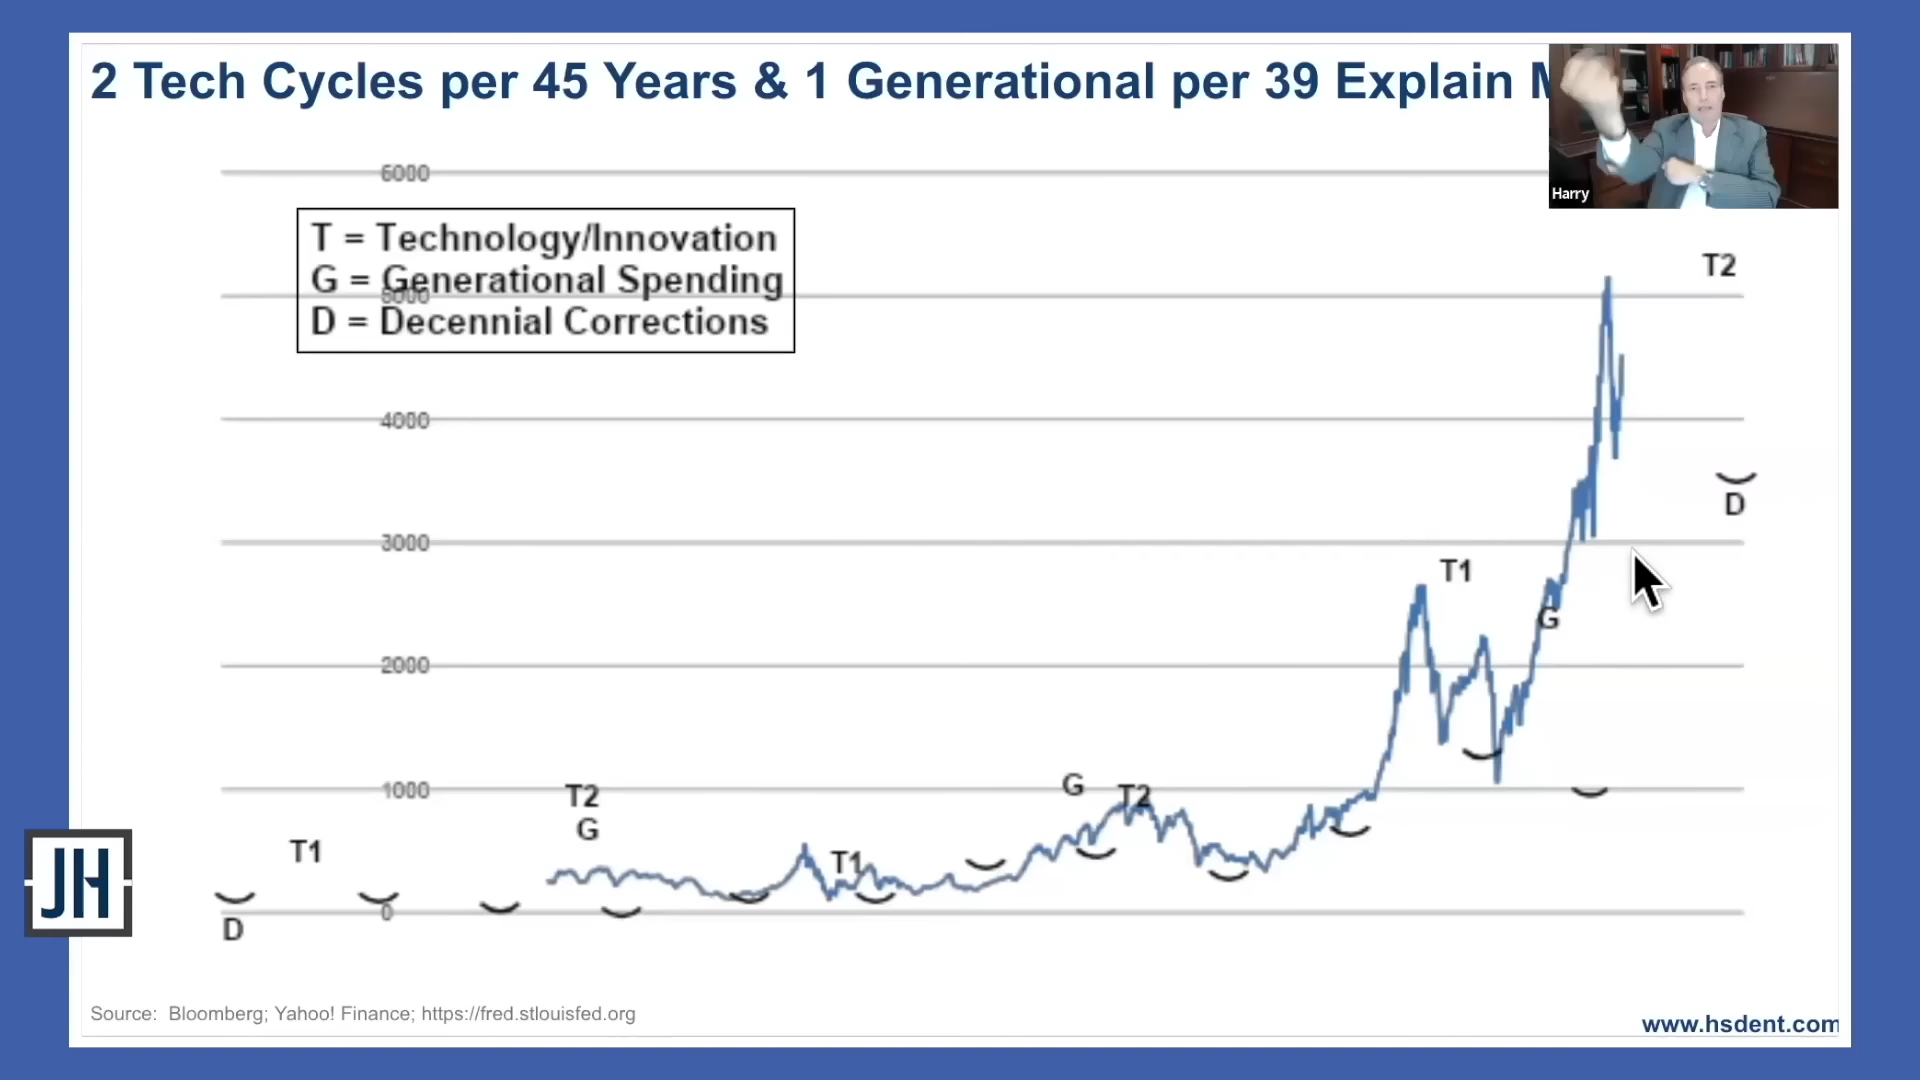 2 Tech Cycles per 45 Years & 1 Generational per 39 Explain
Harry
6000
T = Technology/Innovation
G = Generational Spending
D = Decennial Corrections
5000
4000
3000
2000
1000
0
T2
D
T1
G
G
T2
T2
G
T1
T1
D
JH
Source: Bloomberg; Yahoo! Finance; https://fred.stlouisfed.org
www.hsdent.com